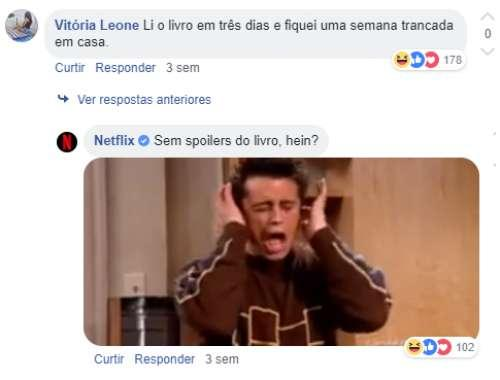 Vitória Leone Li o livro em três dias e fiquei uma semana trancada
em casa.
0
178
Curtir Responder 3 sem
Ver respostas anteriores
N
Netflix Sem spoilers do livro, hein?
102
Curtir Responder 3 sem